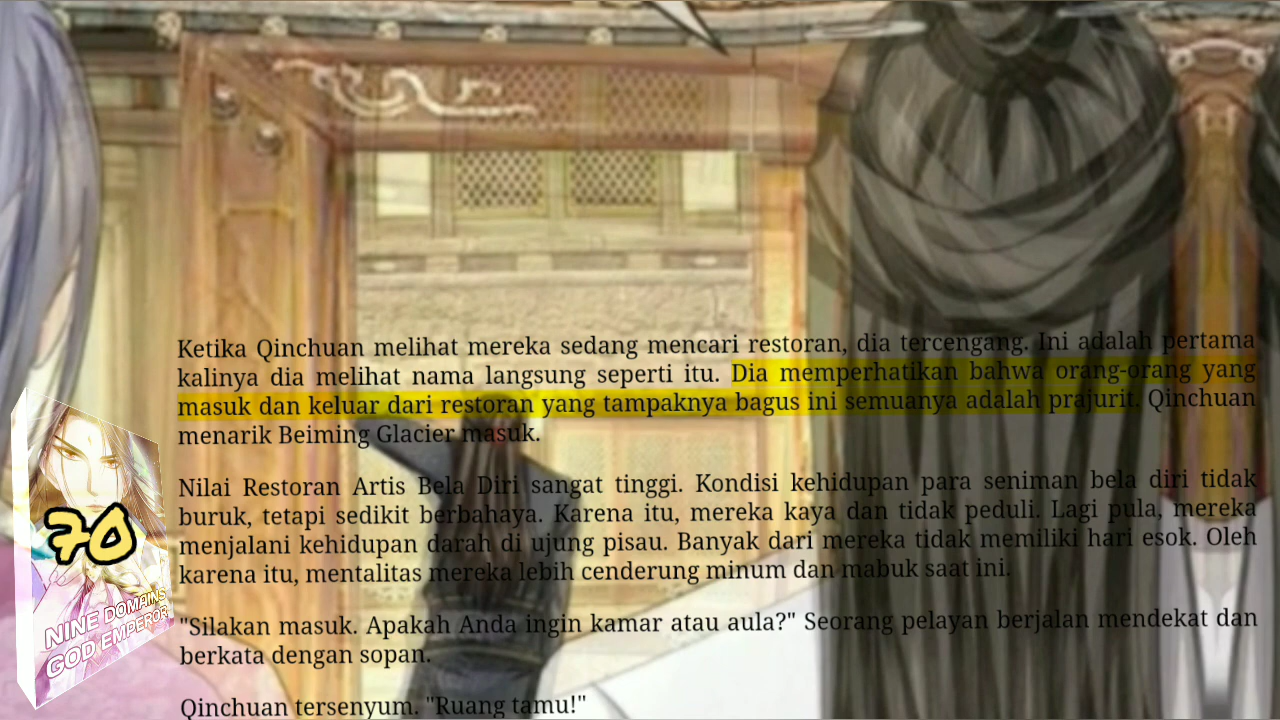 Ketika Qinchuan melihat mereka sedang mencari restoran, dia tercengang. Ini adalah pertama
kalinya dia melihat nama langsung seperti itu. Dia memperhatikan bahwa orang-orang yang
masuk dan keluar dari restoran yang tampaknya bagus ini semuanya adalah prajurit. Qinchuan
menarik Beiming Glacier masuk.
Nilai Restoran Artis Bela Diri sangat tinggi. Kondisi kehidupan para seniman bela diri tidak
buruk, tetapi sedikit berbahaya. Karena itu, mereka kaya dan tidak peduli. Lagi pula, mereka
menjalani kehidupan darah di ujung pisau. Banyak dari mereka tidak memiliki hari esok. Oleh
karena itu, mentalitas mereka lebih cenderung minum dan mabuk saat ini.
"Silakan masuk. Apakah Anda ingin kamar atau aula?" Seorang pelayan berjalan mendekat dan
berkata dengan sopan.
Qinchuan tersenyum. "Ruang tamu!"
70
NINE DOMAINS
GOD EMPEROR